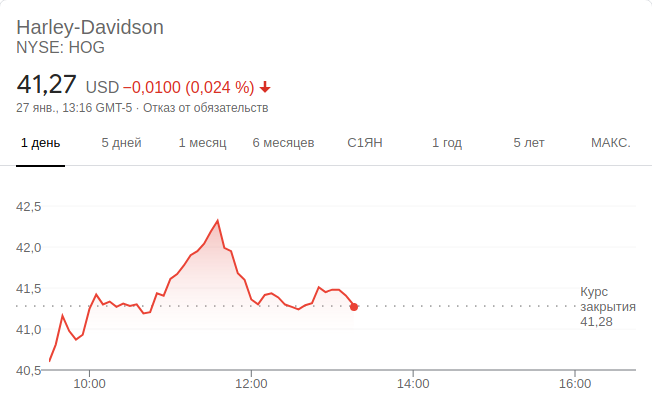 Harley-Davidson
NYSE: HOG
41,27 USD −0,0100 (0,024 %)
27 янв., 13:16 GMT-5 · Отказ от обязательств
1 день 5 дней 1 месяц 6 месяцев С1ЯН 1 год 5 лет МАКС.
42,5
42,0
41,5
Курс
закрытия
41,28
41,0
40,5
10:00 12:00 14:00 16:00